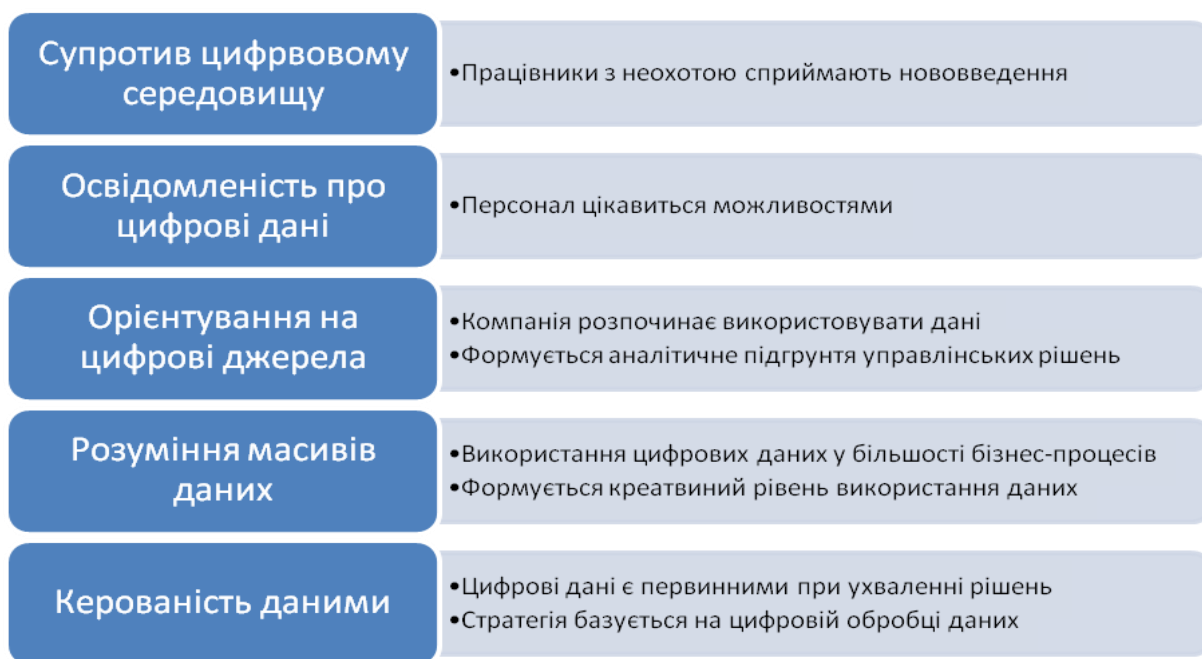 Супротив цифрвовому
середовищу
•Працівники з неохотою сприймають нововведення
Освідомленість про
цифрові дані
•Персонал цікавиться можливостями
Орієнтування на
цифрові джерела
•Компанія розпочинає використовувати дані
•Формується аналітичне підгрунтя управлінських рішень
Розуміння масивів
даних
•Використання цифрових даних у більшості бізнес-процесів
•Формується креатвиний рівень використання даних
Керованість даними
•Цифрові дані є первинними при ухваленні рішень
•Стратегія базується на цифровій обробці даних